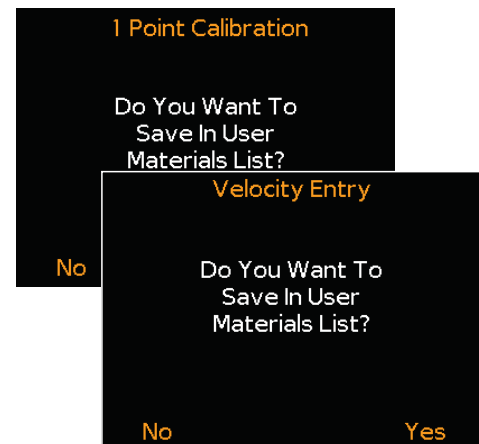 1 Point Calibration
Do You Want To
Save In User
Materials List?
No
Velocity Entry
Do You Want To
Save In User
Materials List?
No Yes